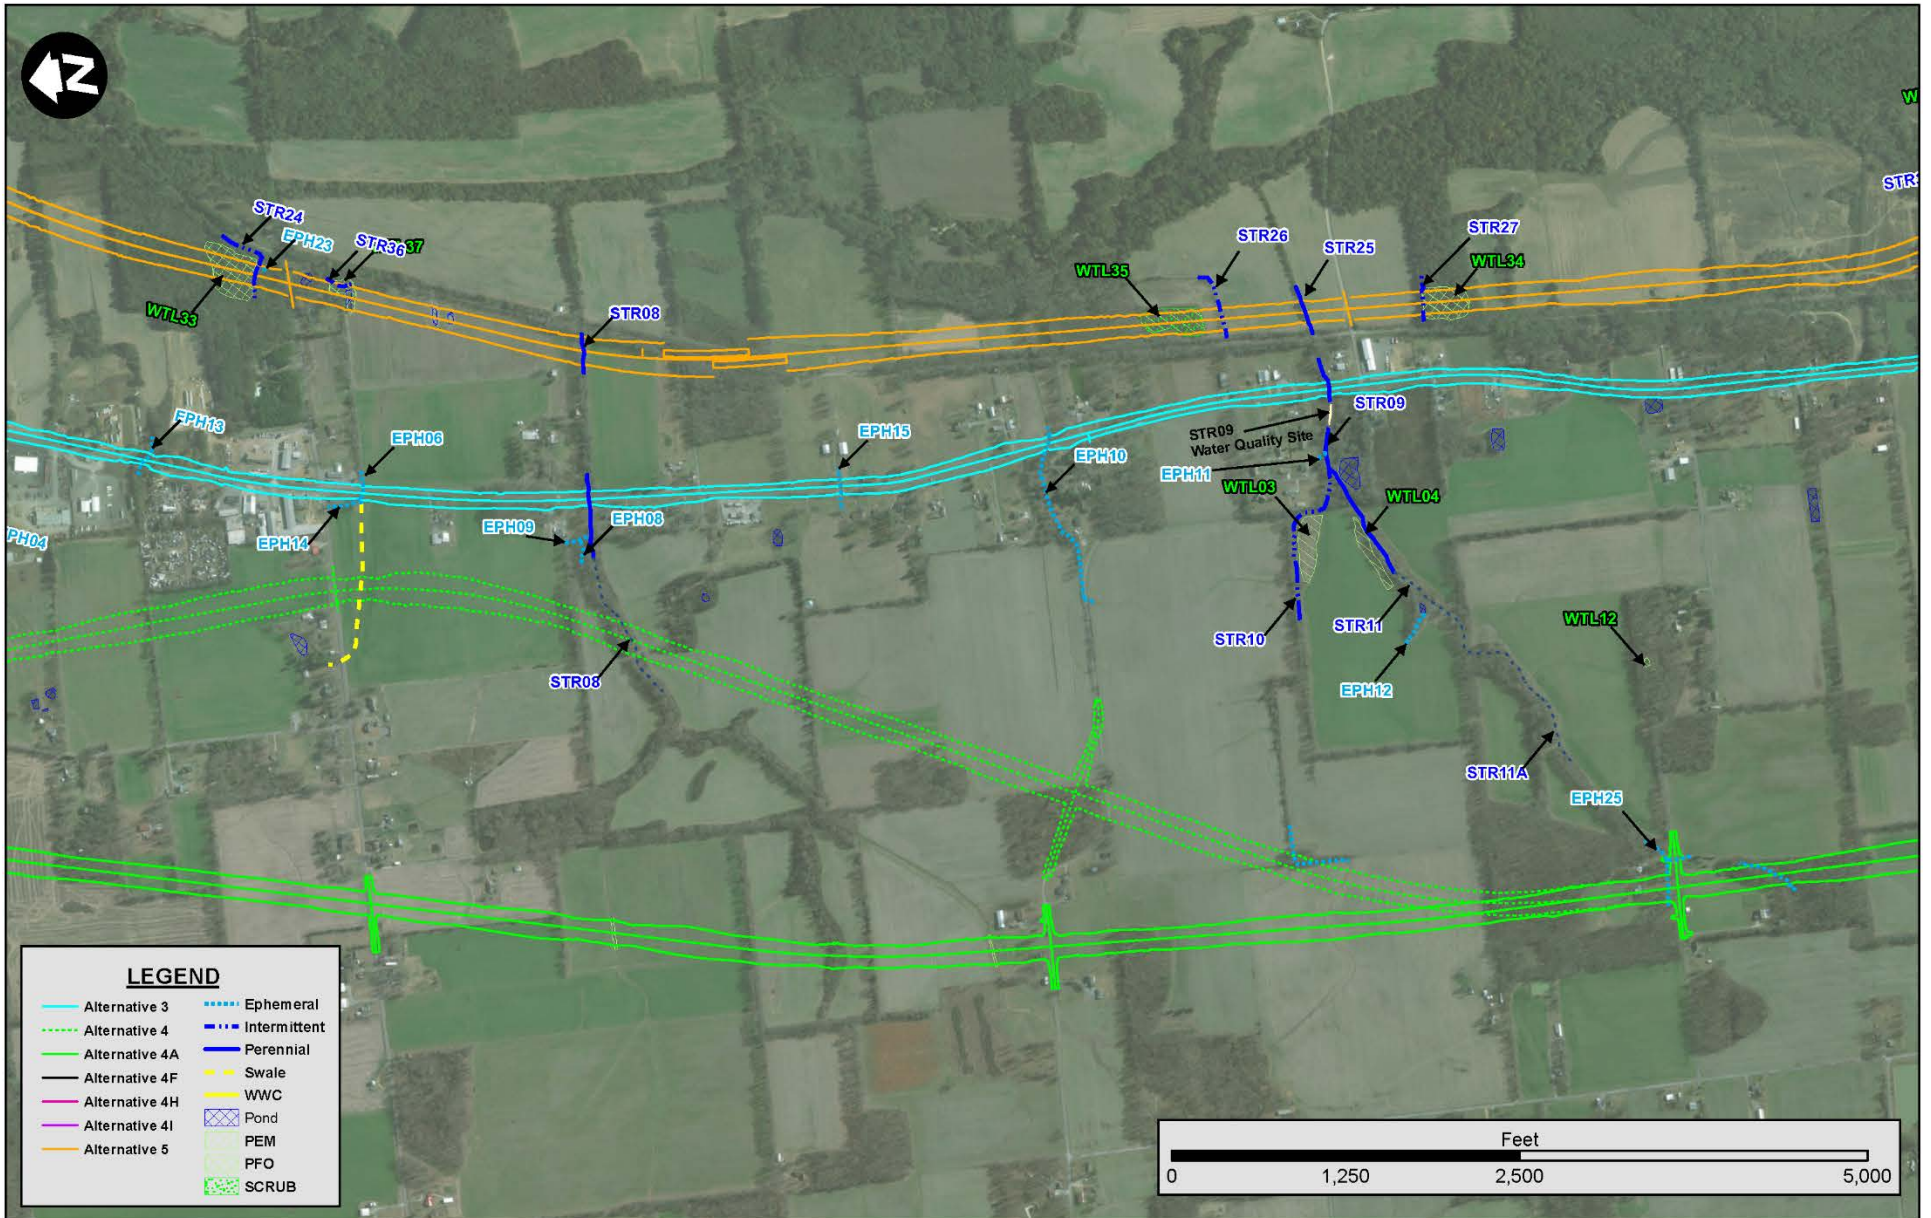 N
W
STR24
EPH23
STR36
37
WTL33
STR08
WTL35
STR26
STR25
STR27
WTL34
EPH13
EPH06
EPH14
PH04
EPH09
EPH08
EPH15
EPH10
STR09
Water Quality Site
STR09
EPH11
WTL03
WTL04
STR08
STR10
STR11
EPH12
WTL12
STR11A
EPH25
LEGEND
Alternative 3
Alternative 4
Alternative 4A
Alternative 4F
Alternative 4H
Alternative 4I
Alternative 5
Ephemeral
Intermittent
Perennial
Swale
WWC
Pond
PEM
PFO
SCRUB
Feet
0 1,250 2,500 5,000